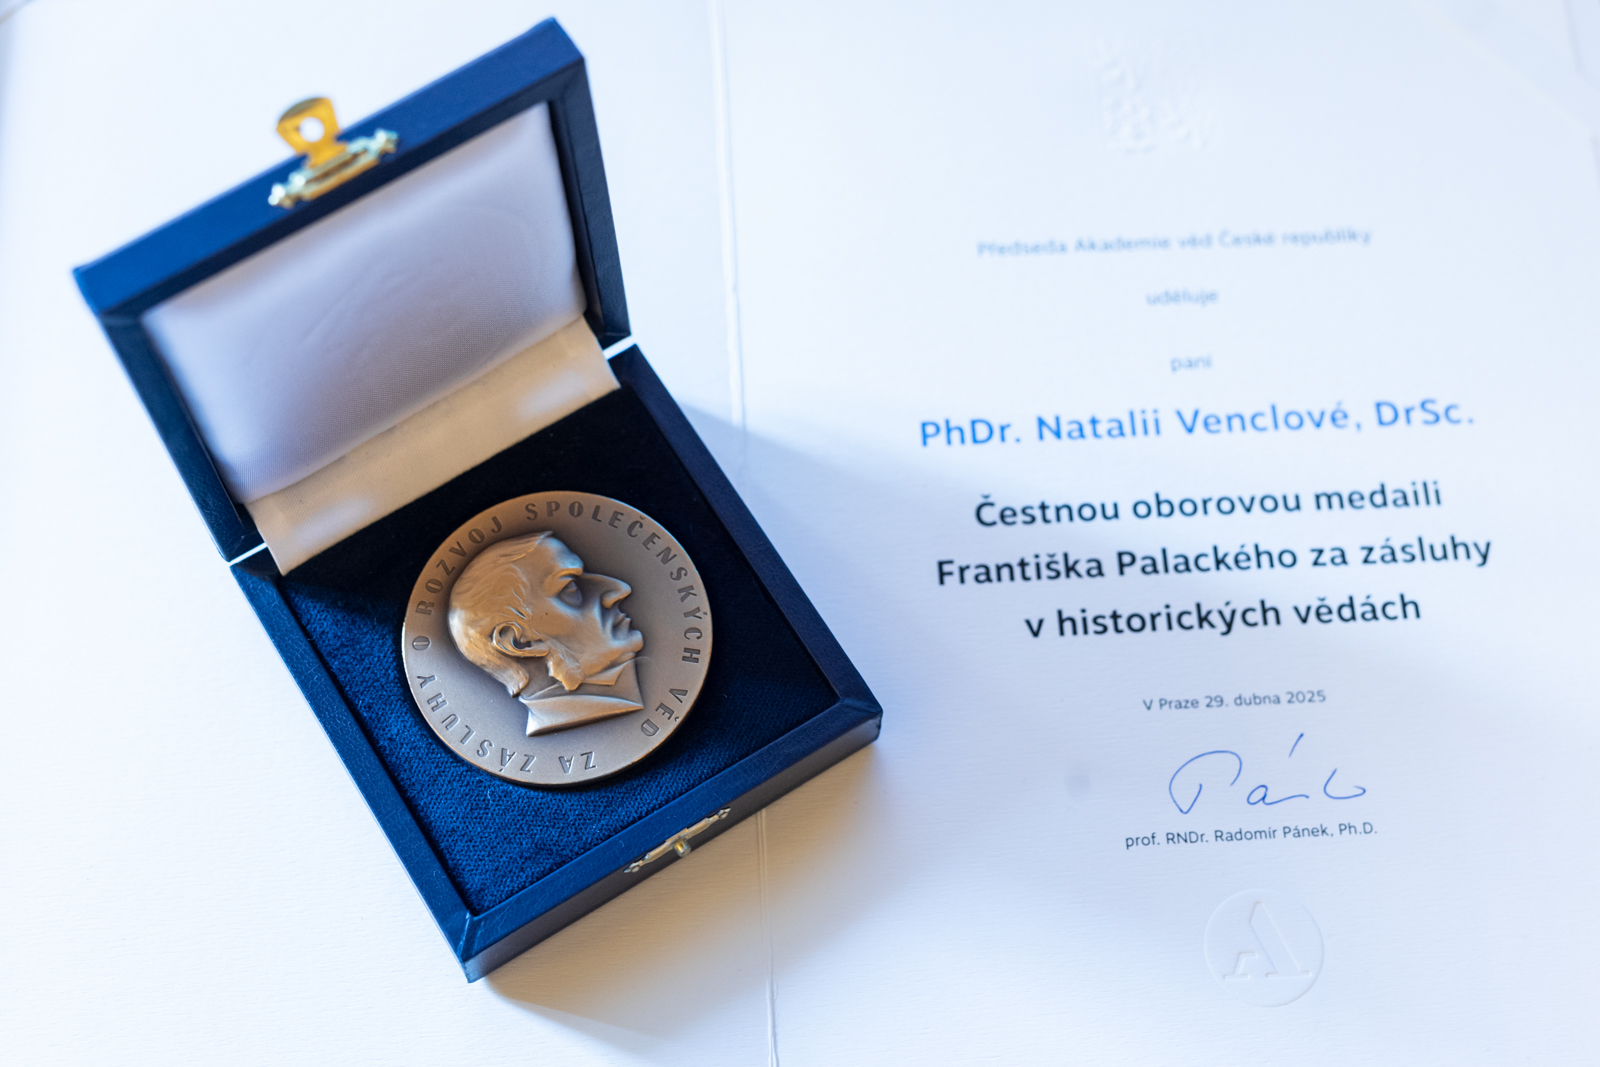 ZA ZÁSLUHY O ROZVOJ SPOLEČENSKÝCH VĚD
Předseda Akademie věd České republiky
uděluje
paní
PhDr. Natalii Venclové, DrSc.
Čestnou oborovou medaili
Františka Palackého za zásluhy
v historických vědách
V Praze 29. dubna 2025
Pánek
prof. RNDr. Radomír Pánek, Ph.D.
A